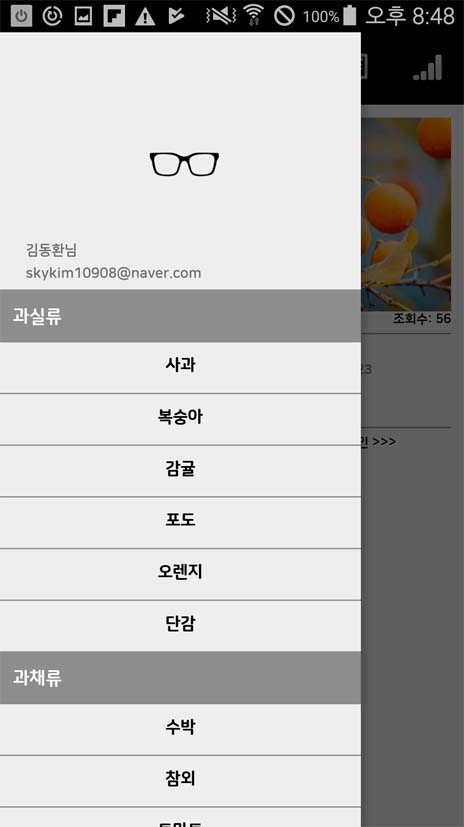 100% 오후 8:48
김동환님
skykim10908@naver.com
과실류
조회수: 56
사과
23
복숭아
인 >>>
감귤
포도
오렌지
단감
과채류
수박
참외